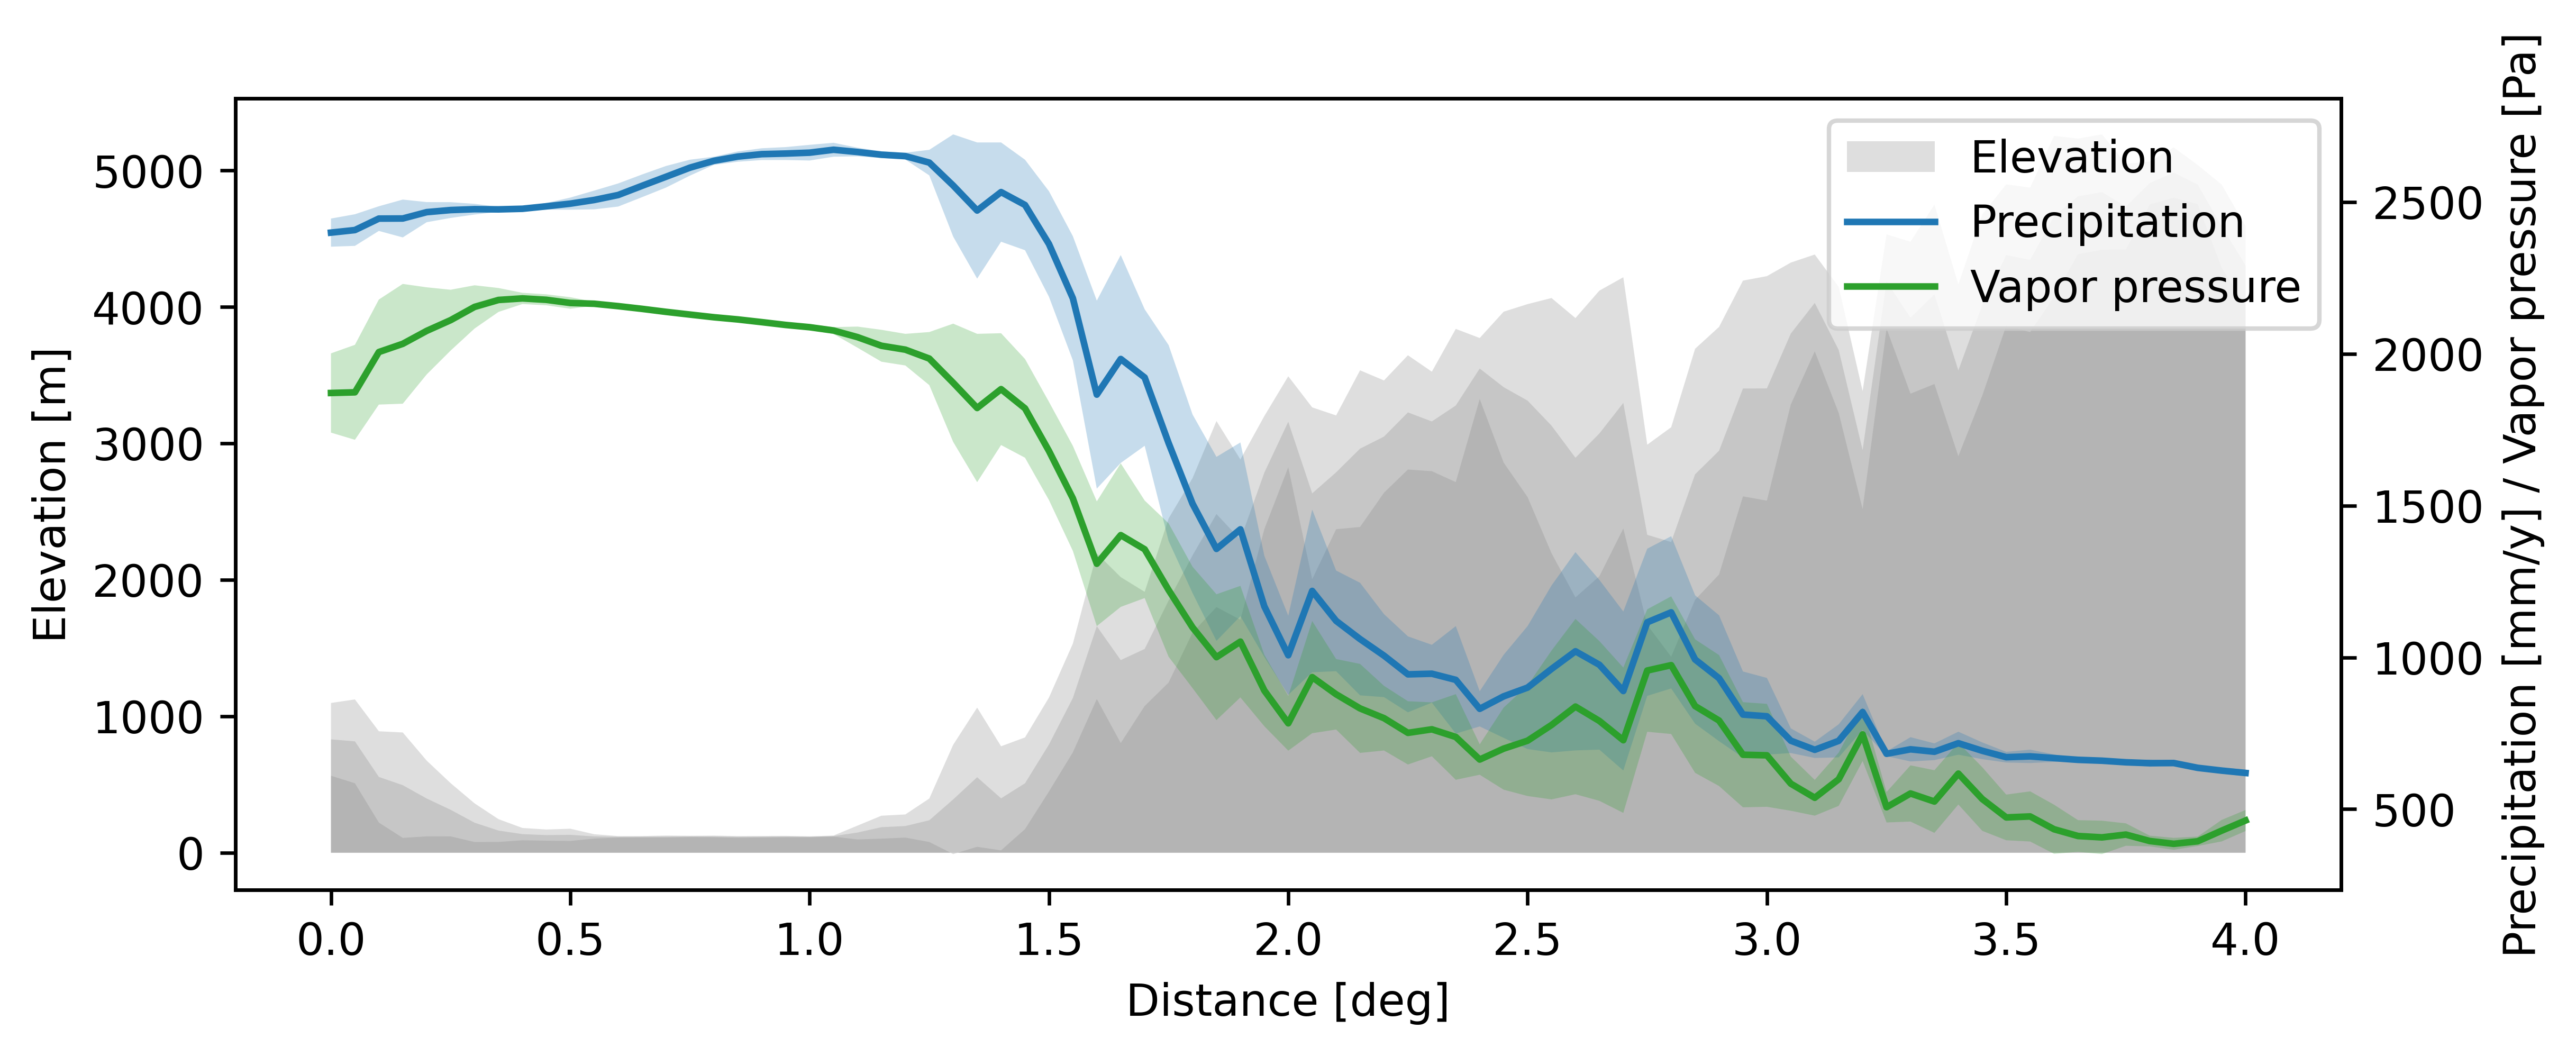 Elevation [m]
5000
4000
3000
2000
1000
0
0.0 0.5 1.0 1.5 2.0 2.5 3.0 3.5 4.0
Distance [deg]
Elevation
Precipitation
Vapor pressure
2500
2000
1500
1000
500
Precipitation [mm/y] / Vapor pressure [Pa]